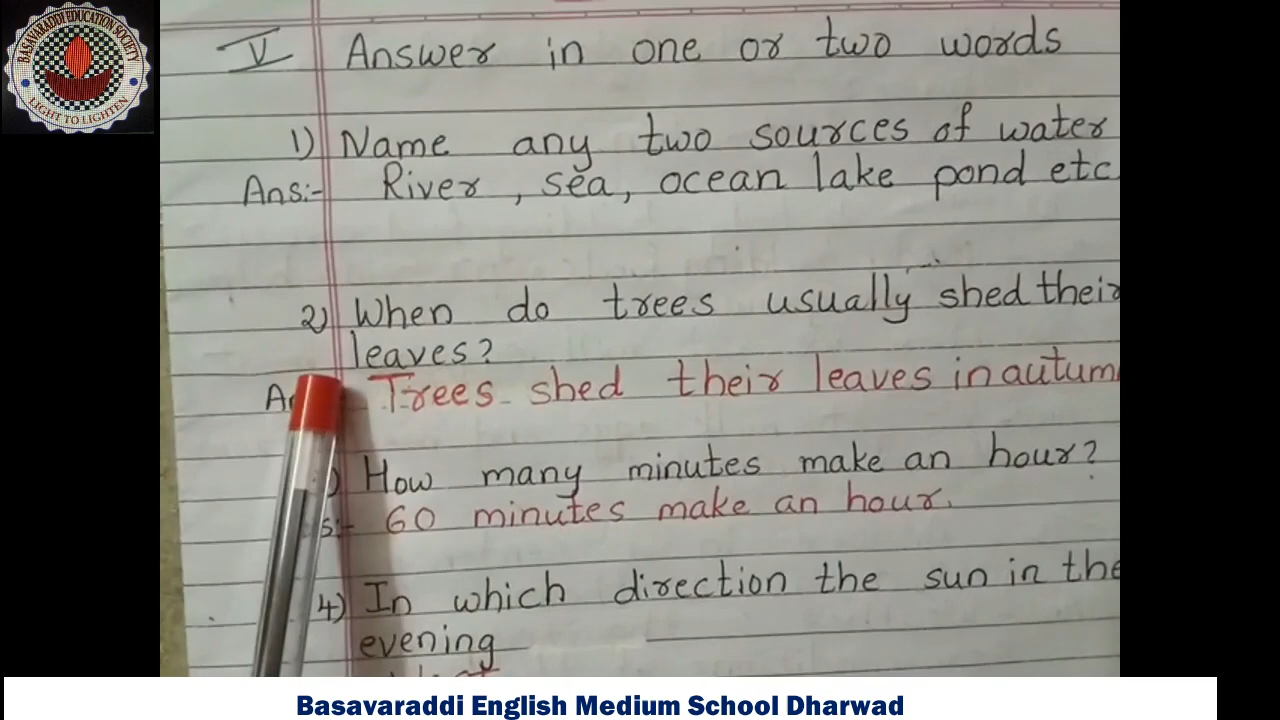 BASAVARADDI EDUCATION SOCIETY
LIGHT TO LIGHTEN
V Answer in one or two words
1) Name any two sources of water
Ans:- River, sea, ocean lake pond etc
2) When do trees usually shed their
leaves?
Trees shed their leaves in autum
) How many minutes make an hour?
s:- 60 minutes make an hour.
4) In which direction the sun in the
evening
Basavaraddi English Medium School Dharwad